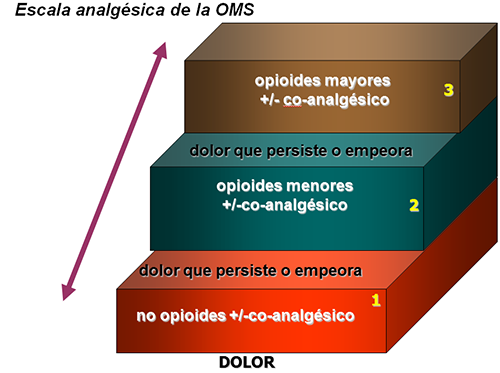 Escala analgésica de la OMS
opioides mayores
+/- co-analgésico
3
dolor que persiste o empeora
opioides menores
+/-co-analgésico
2
dolor que persiste o empeora
1
no opioides +/-co-analgésico
DOLOR